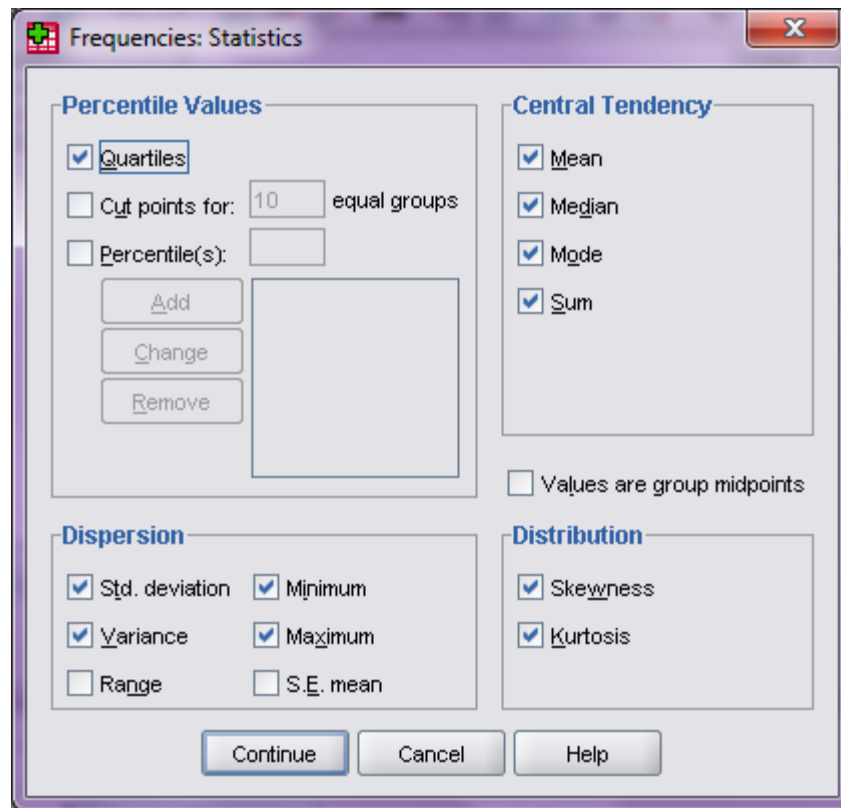 Frequencies: Statistics
Percentile Values
Quartiles
Cut points for: 10 equal groups
Percentile(s):
Add
Change
Remove
Central Tendency
Mean
Median
Mode
Sum
Values are group midpoints
Dispersion
Std. deviation Minimum
Variance Maximum
Range S.E. mean
Distribution
Skewness
Kurtosis
Continue Cancel Help